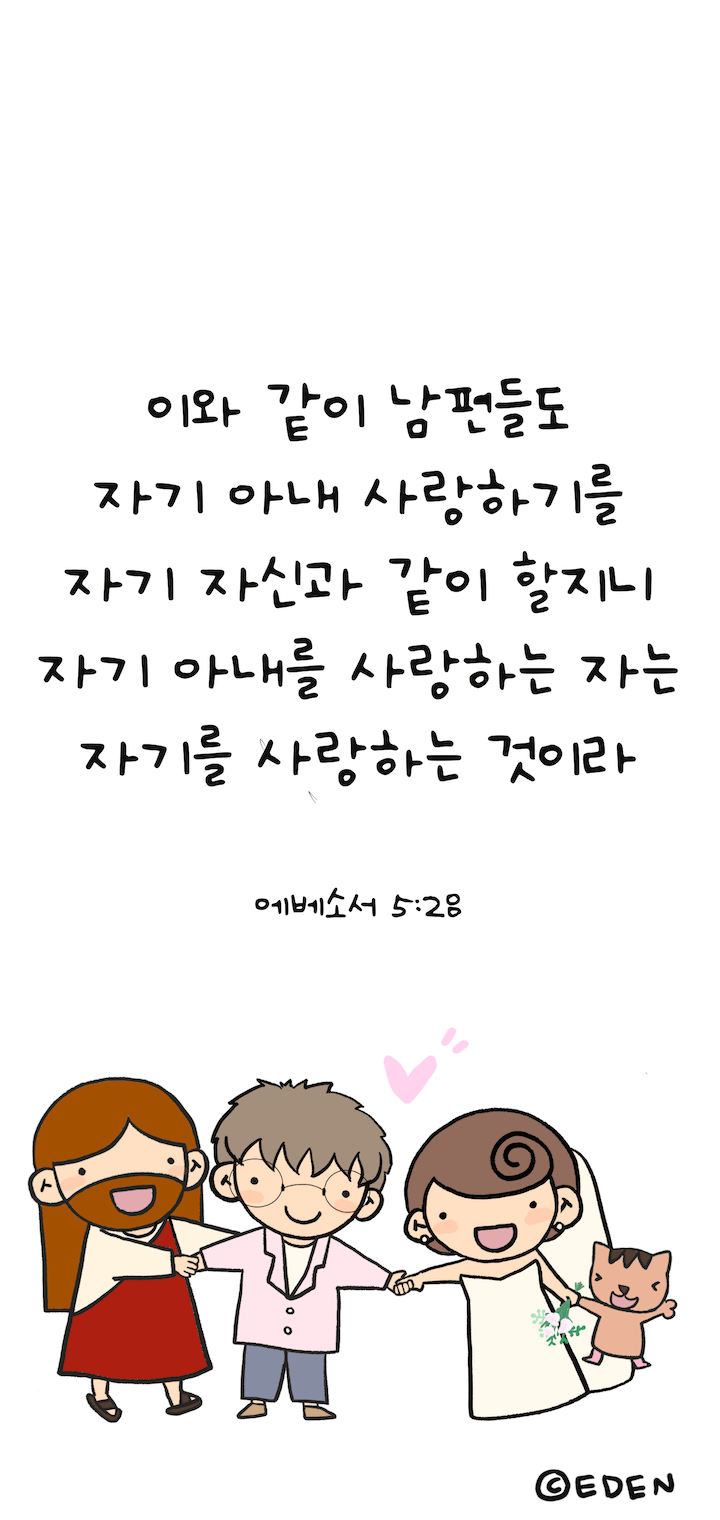 이와 같이 남편들도
자기 아내 사랑하기를
자기 자신과 같이 할지니
자기 아내를 사랑하는 자는
자기를 사랑하는 것이라
에베소서 5:28
©EDEN